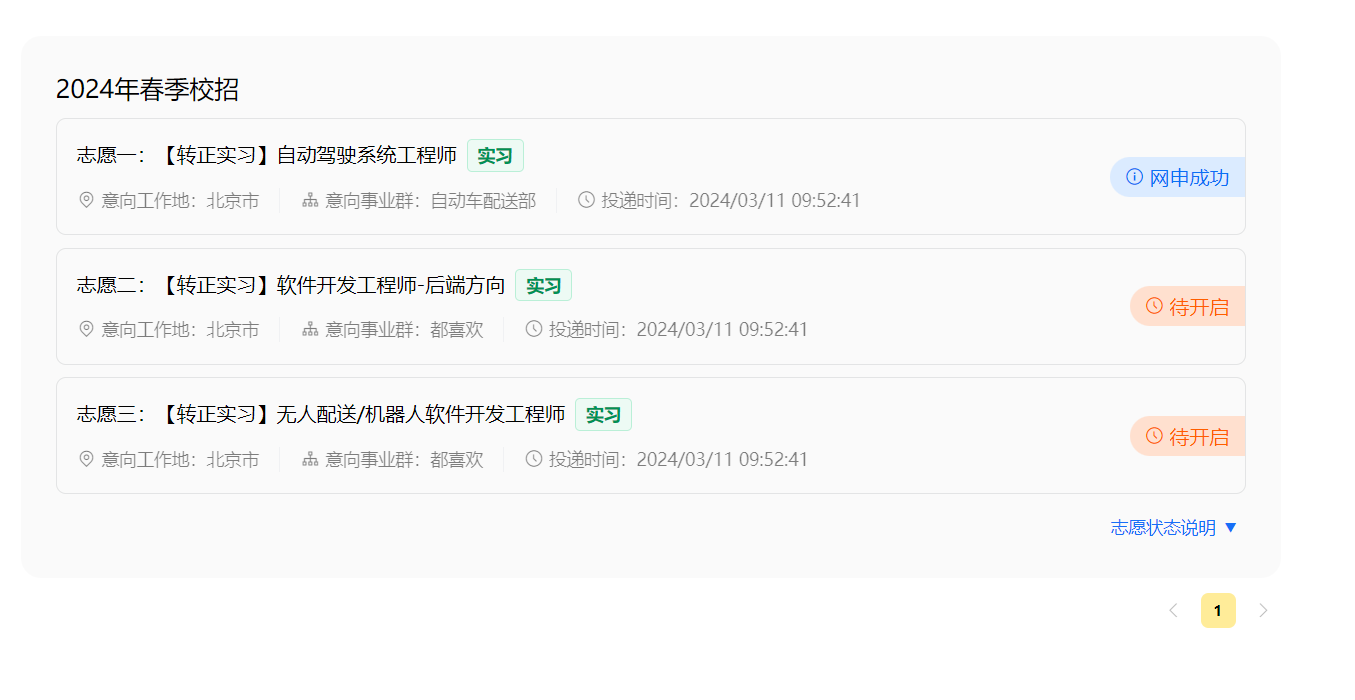 2024年春季校招
志愿一：【转正实习】自动驾驶系统工程师 实习
意向工作地：北京市 意向事业群：自动车配送部 投递时间：2024/03/11 09:52:41
网申成功
志愿二：【转正实习】软件开发工程师-后端方向 实习
意向工作地：北京市 意向事业群：都喜欢 投递时间：2024/03/11 09:52:41
待开启
志愿三：【转正实习】无人配送/机器人软件开发工程师 实习
意向工作地：北京市 意向事业群：都喜欢 投递时间：2024/03/11 09:52:41
待开启
志愿状态说明
1